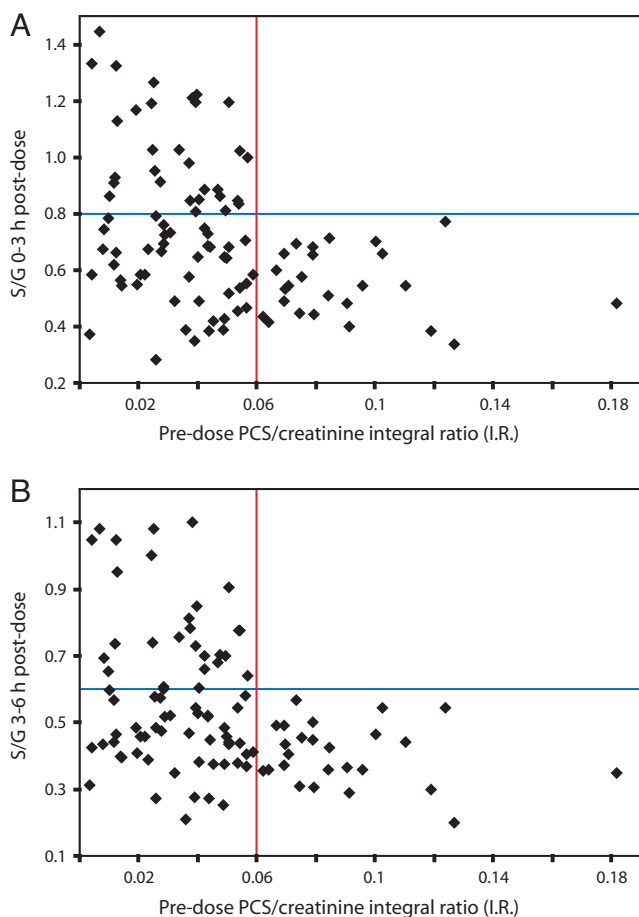 A
S/G 0-3 h post-dose
1.4
1.2
1.0
0.8
0.6
0.4
0.2
0.02 0.06 0.1 0.14 0.18
Pre-dose PCS/creatinine integral ratio (I.R.)
B
S/G 3-6 h post-dose
1.1
0.9
0.7
0.5
0.3
0.1
0.02 0.06 0.1 0.14 0.18
Pre-dose PCS/creatinine integral ratio (I.R.)